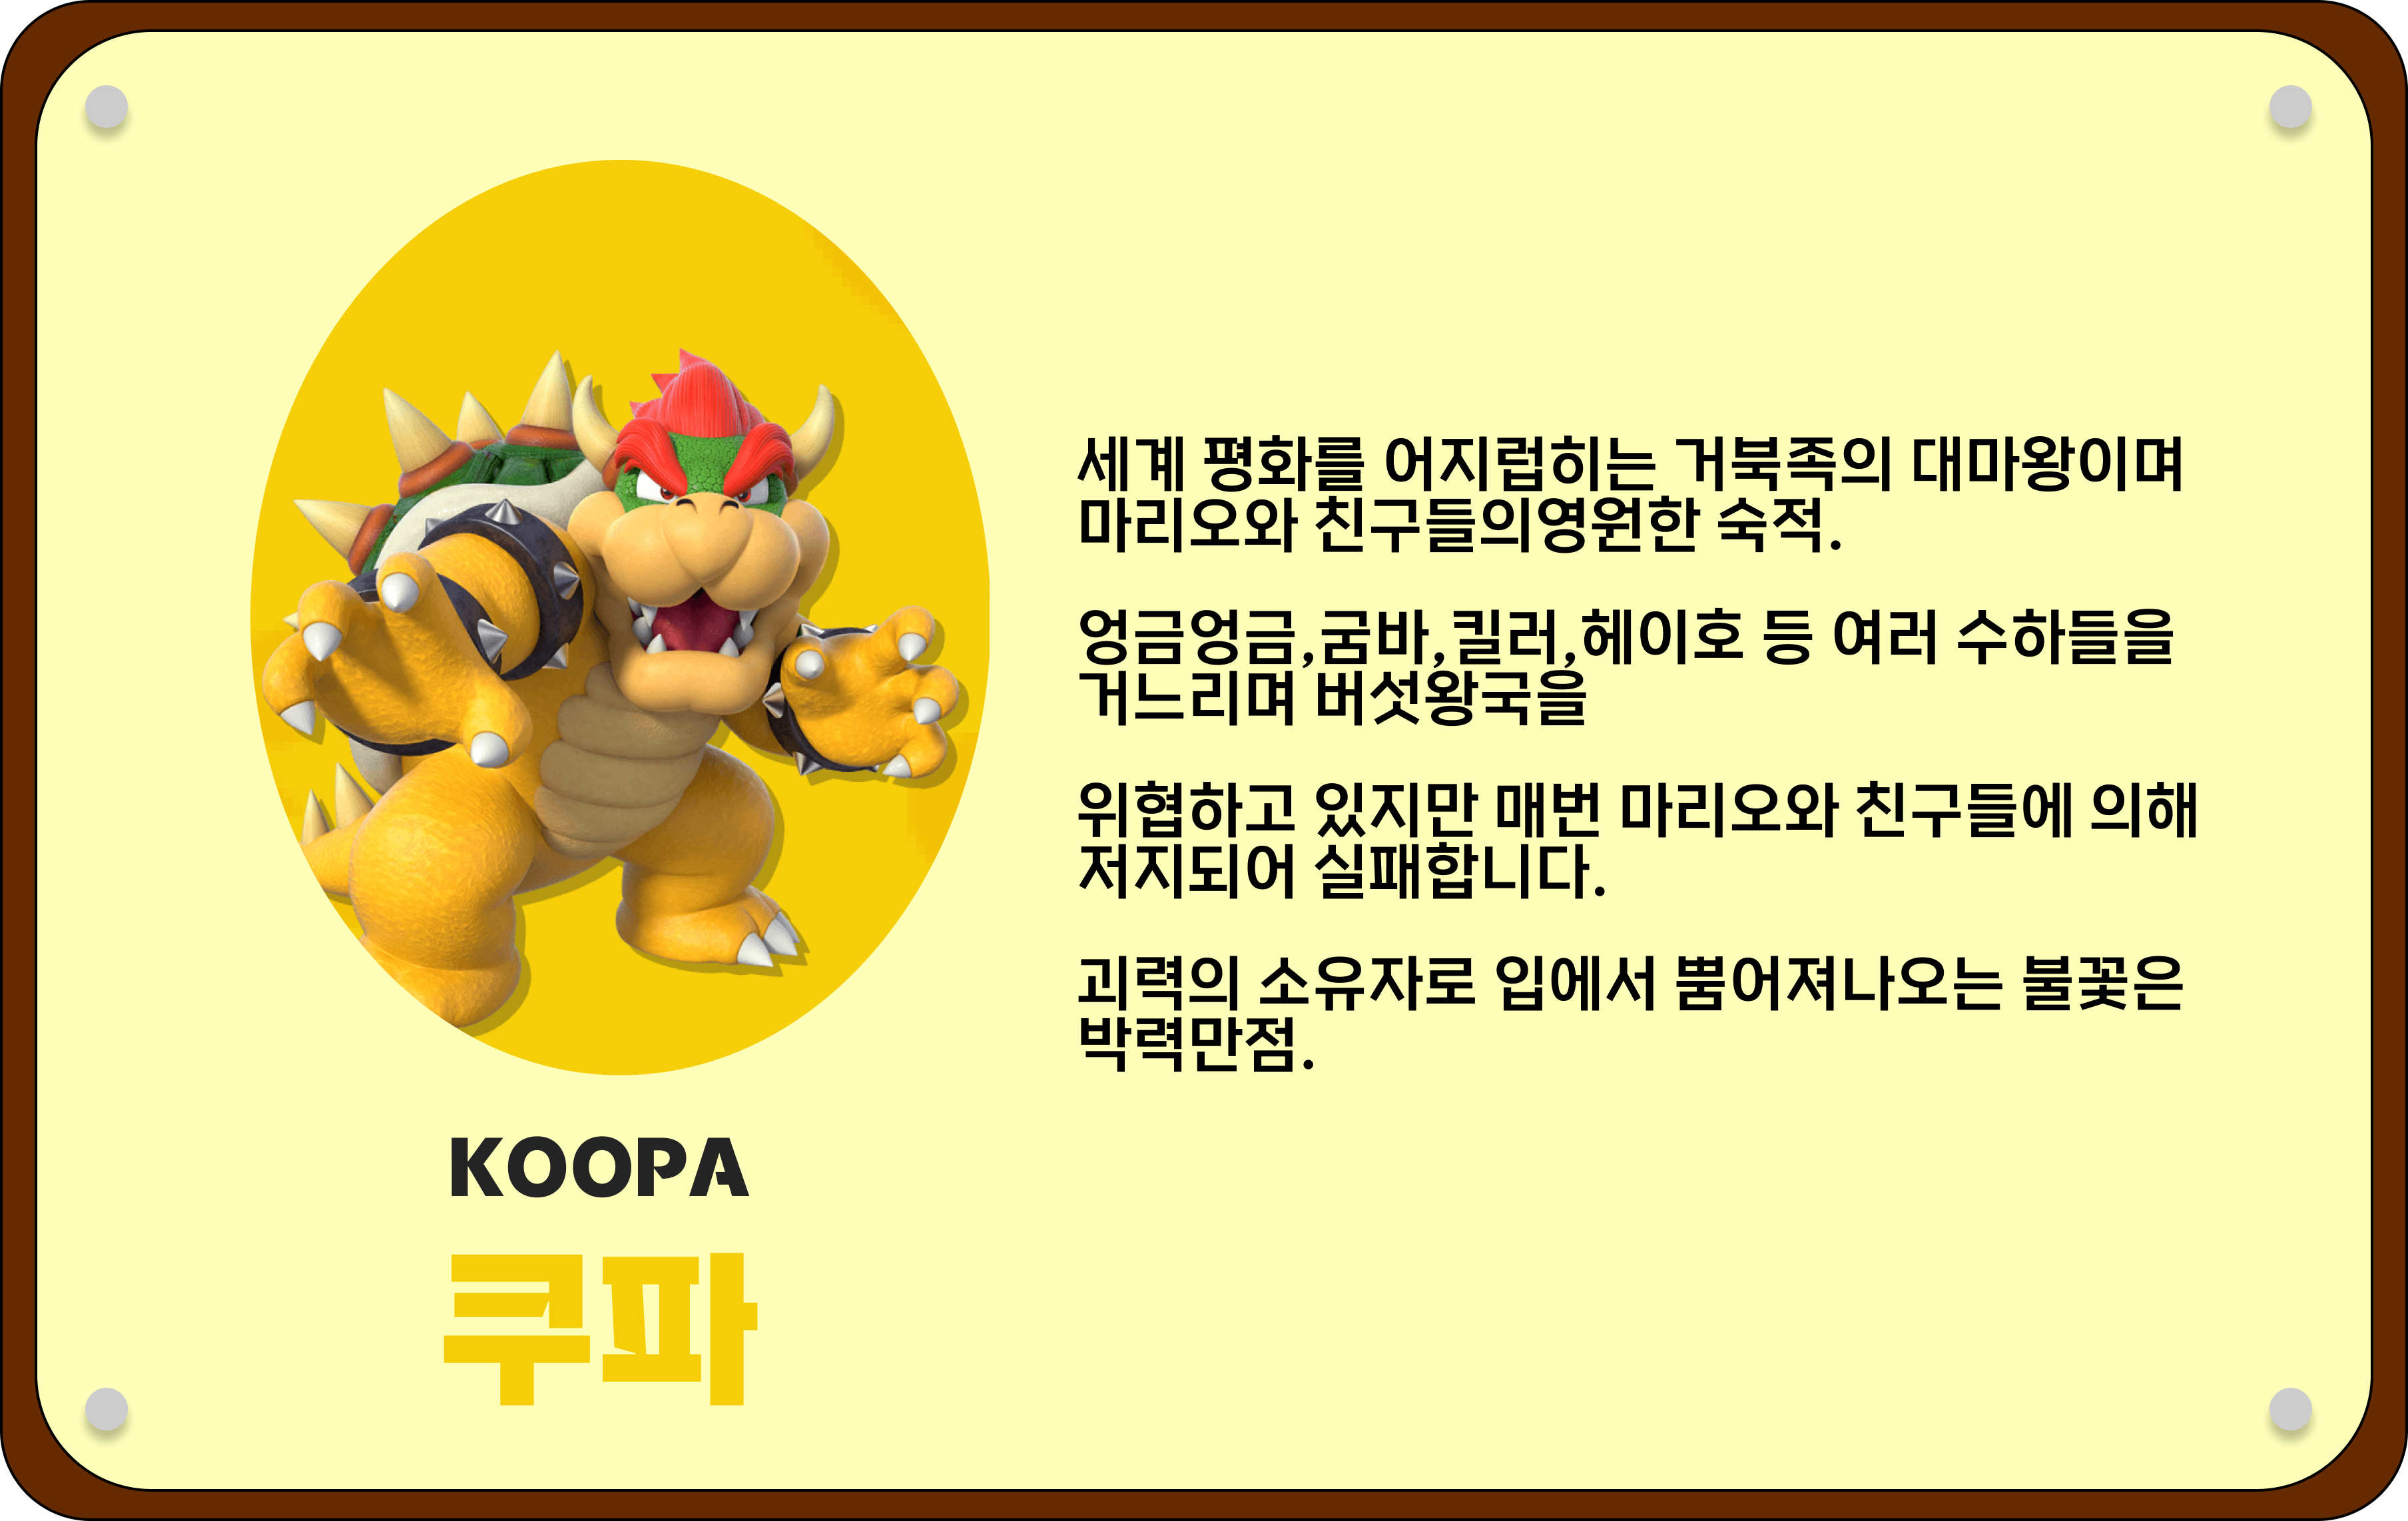 세계 평화를 어지럽히는 거북족의 대마왕이며
마리오와 친구들의영원한 숙적.
엉금엉금,굼바,킬러,헤이호 등 여러 수하들을
거느리며 버섯왕국을
위협하고 있지만 매번 마리오와 친구들에 의해
저지되어 실패합니다.
괴력의 소유자로 입에서 뿜어져나오는 불꽃은
박력만점.
KOOPA
쿠파